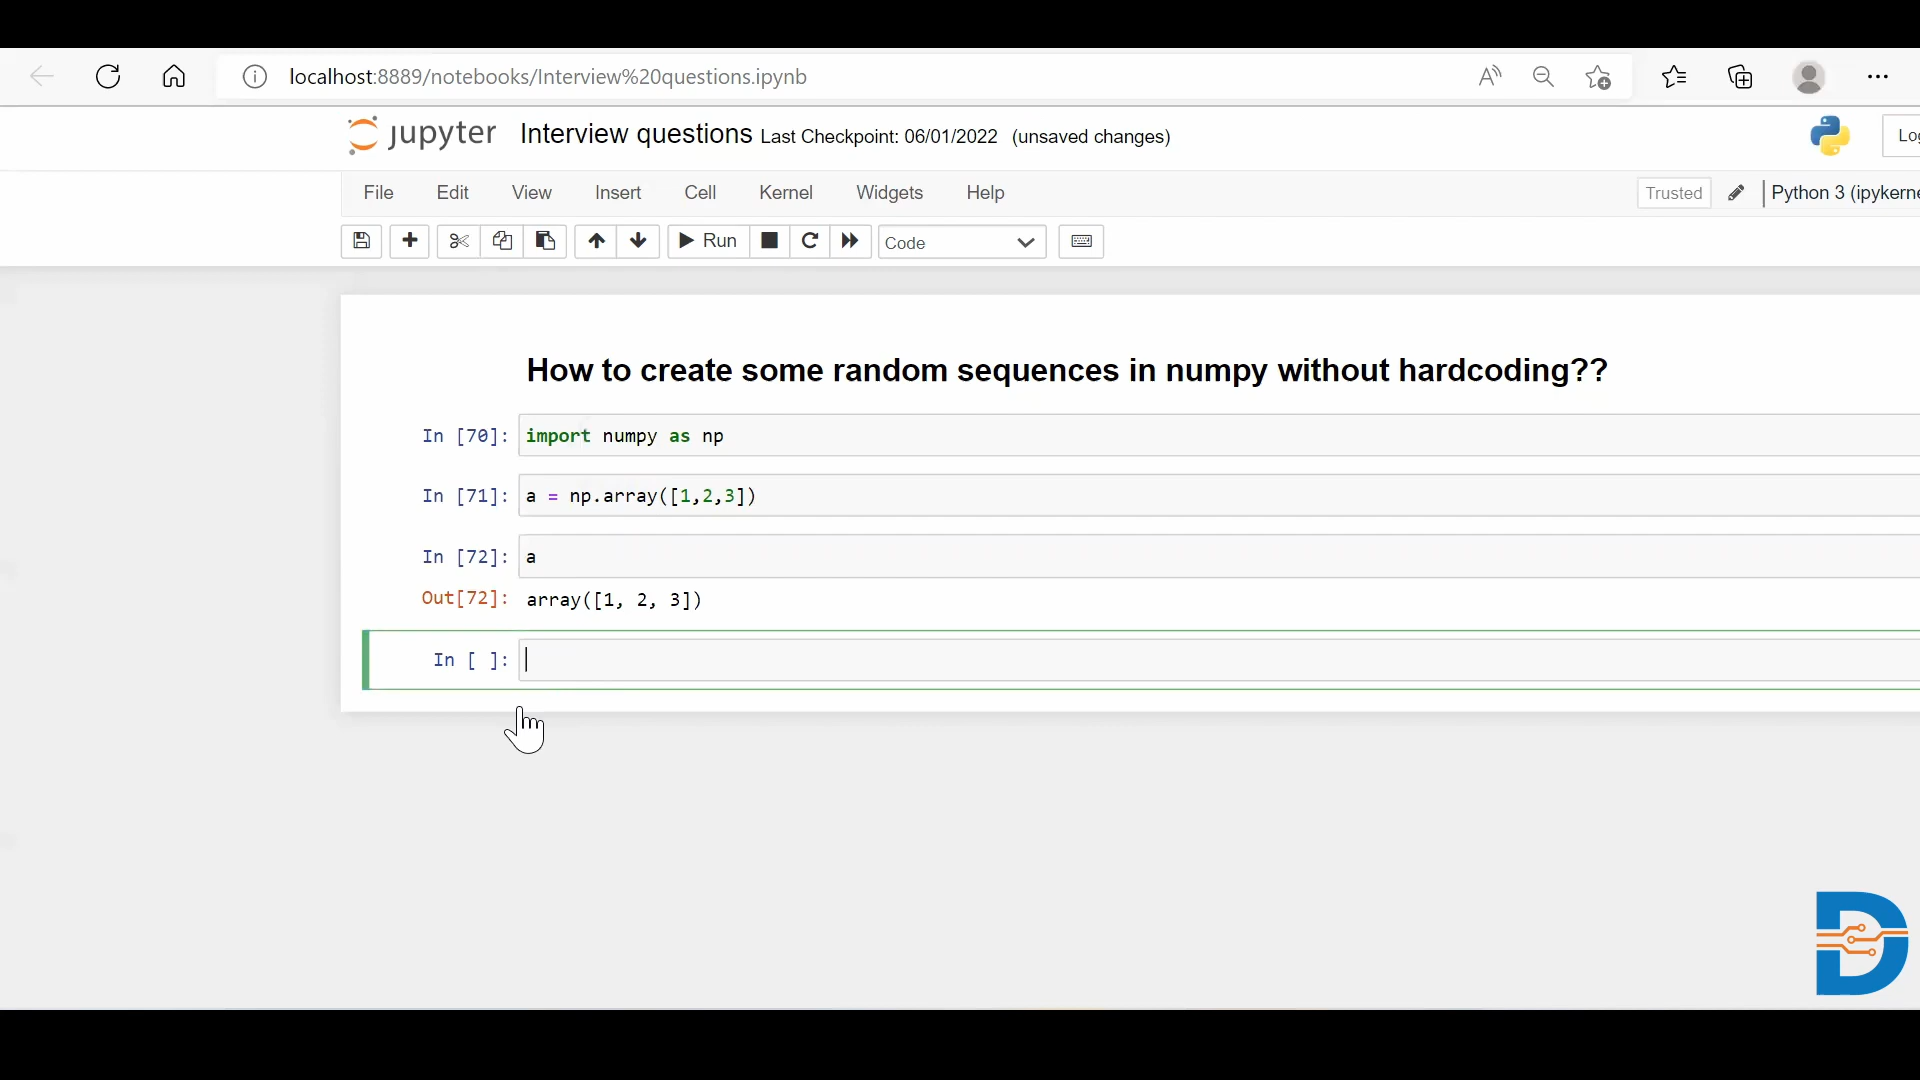 localhost:8889/notebooks/Interview%20questions.ipynb
jupyter Interview questions Last Checkpoint: 06/01/2022 (unsaved changes)
File Edit View Insert Cell Kernel Widgets Help Trusted Python 3 (ipykerne
Run Code
How to create some random sequences in numpy without hardcoding??
In [70]: import numpy as np
In [71]: a = np.array([1,2,3])
In [72]: a
Out[72]: array([1, 2, 3])
In [ ]: